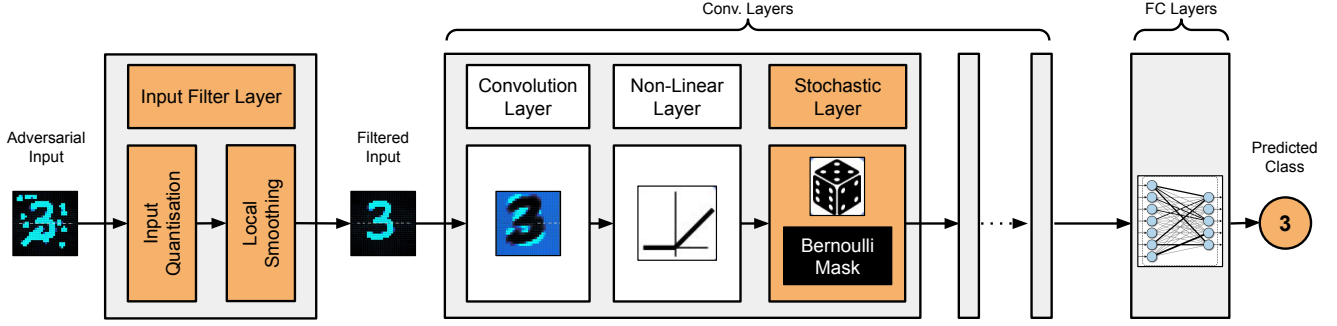 Conv. Layers
FC Layers
Input Filter Layer
Convolution
Layer
Non-Linear
Layer
Stochastic
Layer
Adversarial
Input
Input
Quantisation
Local
Smoothing
Filtered
Input
Bernoulli
Mask
Predicted
Class
3